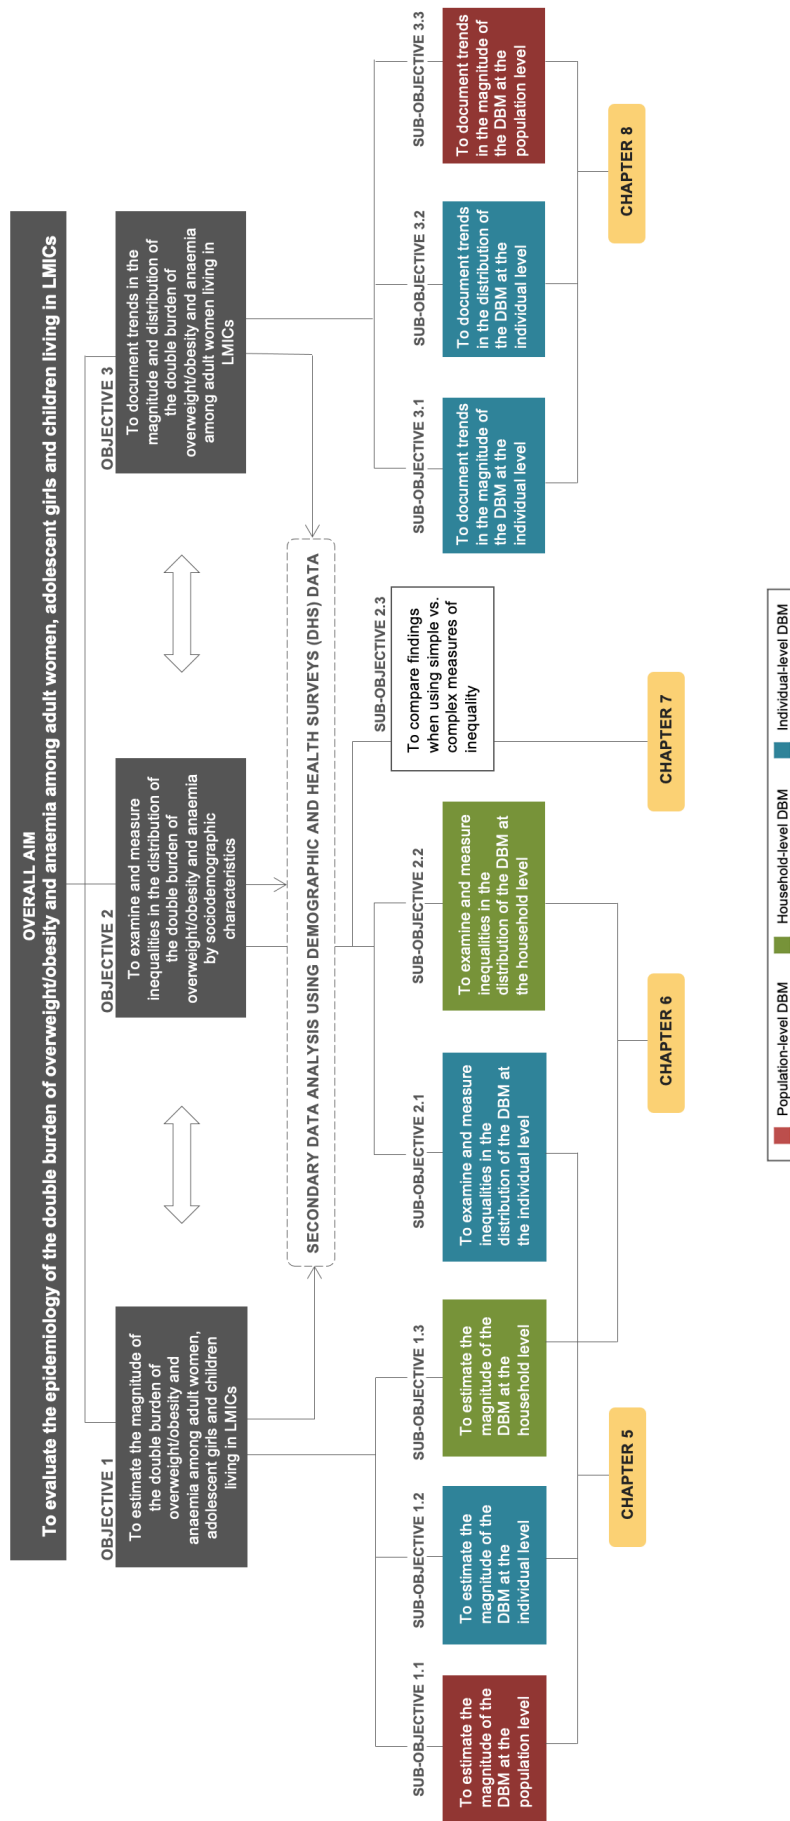 OVERALL AIM
To evaluate the epidemiology of the double burden of overweight/obesity and anaemia among adult women, adolescent girls and children living in LMICs
OBJECTIVE 1
To estimate the magnitude of
the double burden of
overweight/obesity and
anaemia among adult women,
adolescent girls and children
living in LMICs
OBJECTIVE 2
To examine and measure
inequalities in the distribution of
the double burden of
overweight/obesity and anaemia
by sociodemographic
characteristics
OBJECTIVE 3
To document trends in the
magnitude and distribution of
the double burden of
overweight/obesity and anaemia
among adult women living in
LMICs
SECONDARY DATA ANALYSIS USING DEMOGRAPHIC AND HEALTH SURVEYS (DHS) DATA
SUB-OBJECTIVE 1.1
To estimate the
magnitude of the
DBM at the
population level
SUB-OBJECTIVE 1.2
To estimate the
magnitude of the
DBM at the
individual level
SUB-OBJECTIVE 1.3
To estimate the
magnitude of the
DBM at the
household level
SUB-OBJECTIVE 2.1
To examine and measure
inequalities in the
distribution of the DBM at
the individual level
SUB-OBJECTIVE 2.2
To examine and measure
inequalities in the
distribution of the DBM at
the household level
SUB-OBJECTIVE 2.3
To compare findings
when using simple vs.
complex measures of
inequality
SUB-OBJECTIVE 3.1
To document trends
in the magnitude of
the DBM at the
individual level
SUB-OBJECTIVE 3.2
To document trends
in the distribution of
the DBM at the
individual level
SUB-OBJECTIVE 3.3
To document trends
in the magnitude of
the DBM at the
population level
CHAPTER 5
CHAPTER 6
CHAPTER 7
CHAPTER 8
Population-level DBM
Household-level DBM
Individual-level DBM